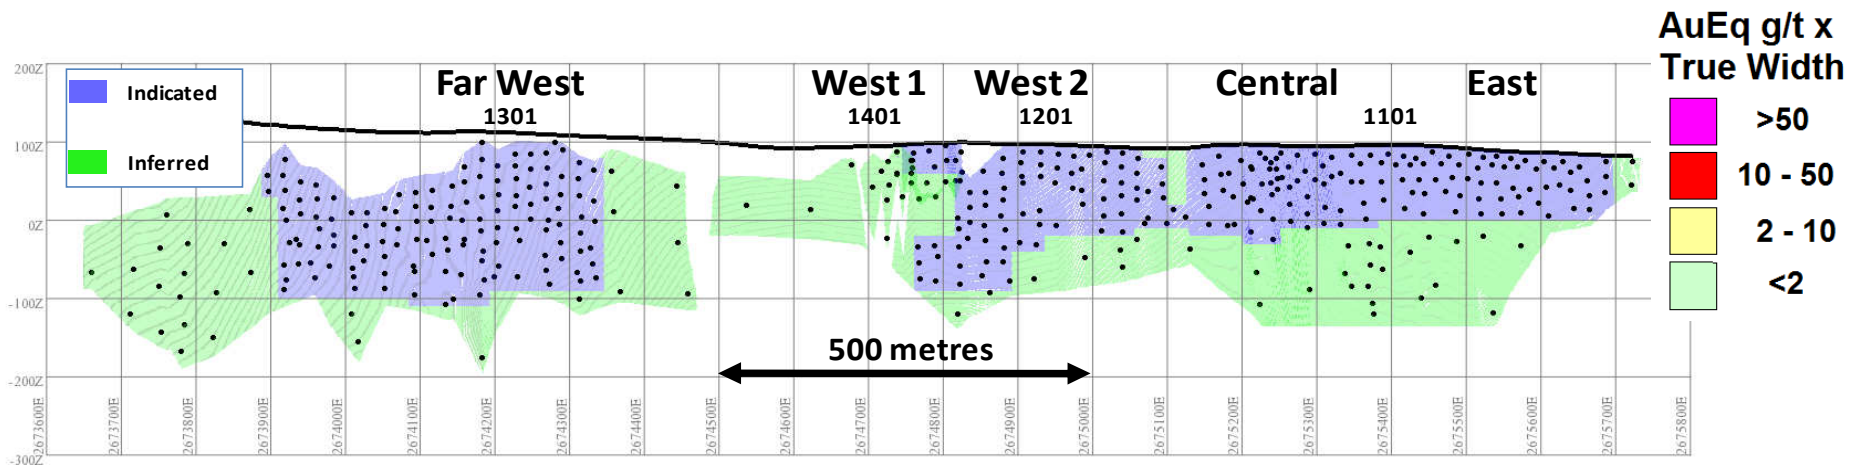 AuEq g/t x
True Width
>50
10 - 50
2 - 10
<2
Indicated
Inferred
Far West
1301
West 1
1401
West 2
1201
Central
East
1101
500 metres
200Z
100Z
0Z
-100Z
-200Z
-300Z
2673600E
2673700E
2673800E
2673900E
2674000E
2674100E
2674200E
2674300E
2674400E
2674500E
2674600E
2674700E
2674800E
2674900E
2675000E
2675100E
2675200E
2675300E
2675400E
2675500E
2675600E
2675700E
2675800E